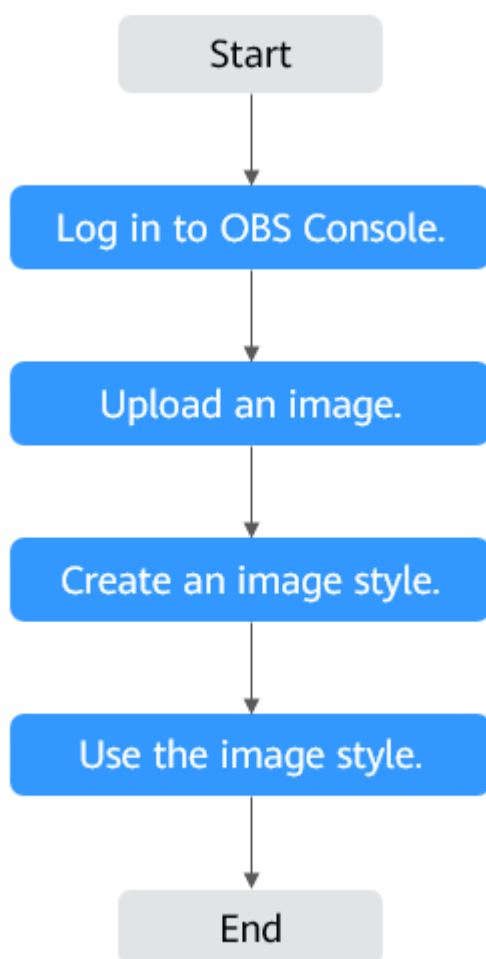 Start
Log in to OBS Console.
Upload an image.
Create an image style.
Use the image style.
End